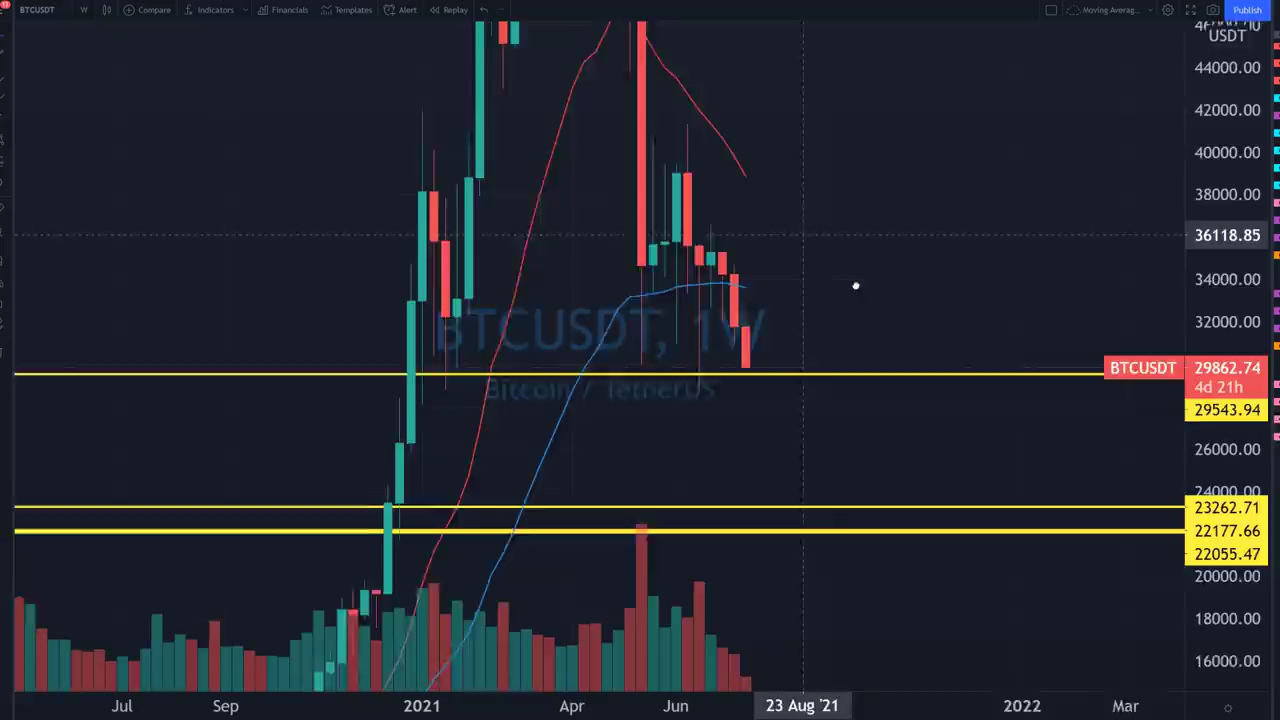 BTCUSDT W Compare Indicators Financials Templates Alert Replay Moving Averag... Publish
USDT
44000.00
42000.00
40000.00
38000.00
36118.85
34000.00
32000.00
BTCUSDT, 1W
Bitcoin / TetherUS
BTCUSDT 29862.74
4d 21h
29543.94
26000.00
24000.00
23262.71
22177.66
22055.47
20000.00
18000.00
16000.00
Jul Sep 2021 Apr Jun 23 Aug '21 2022 Mar